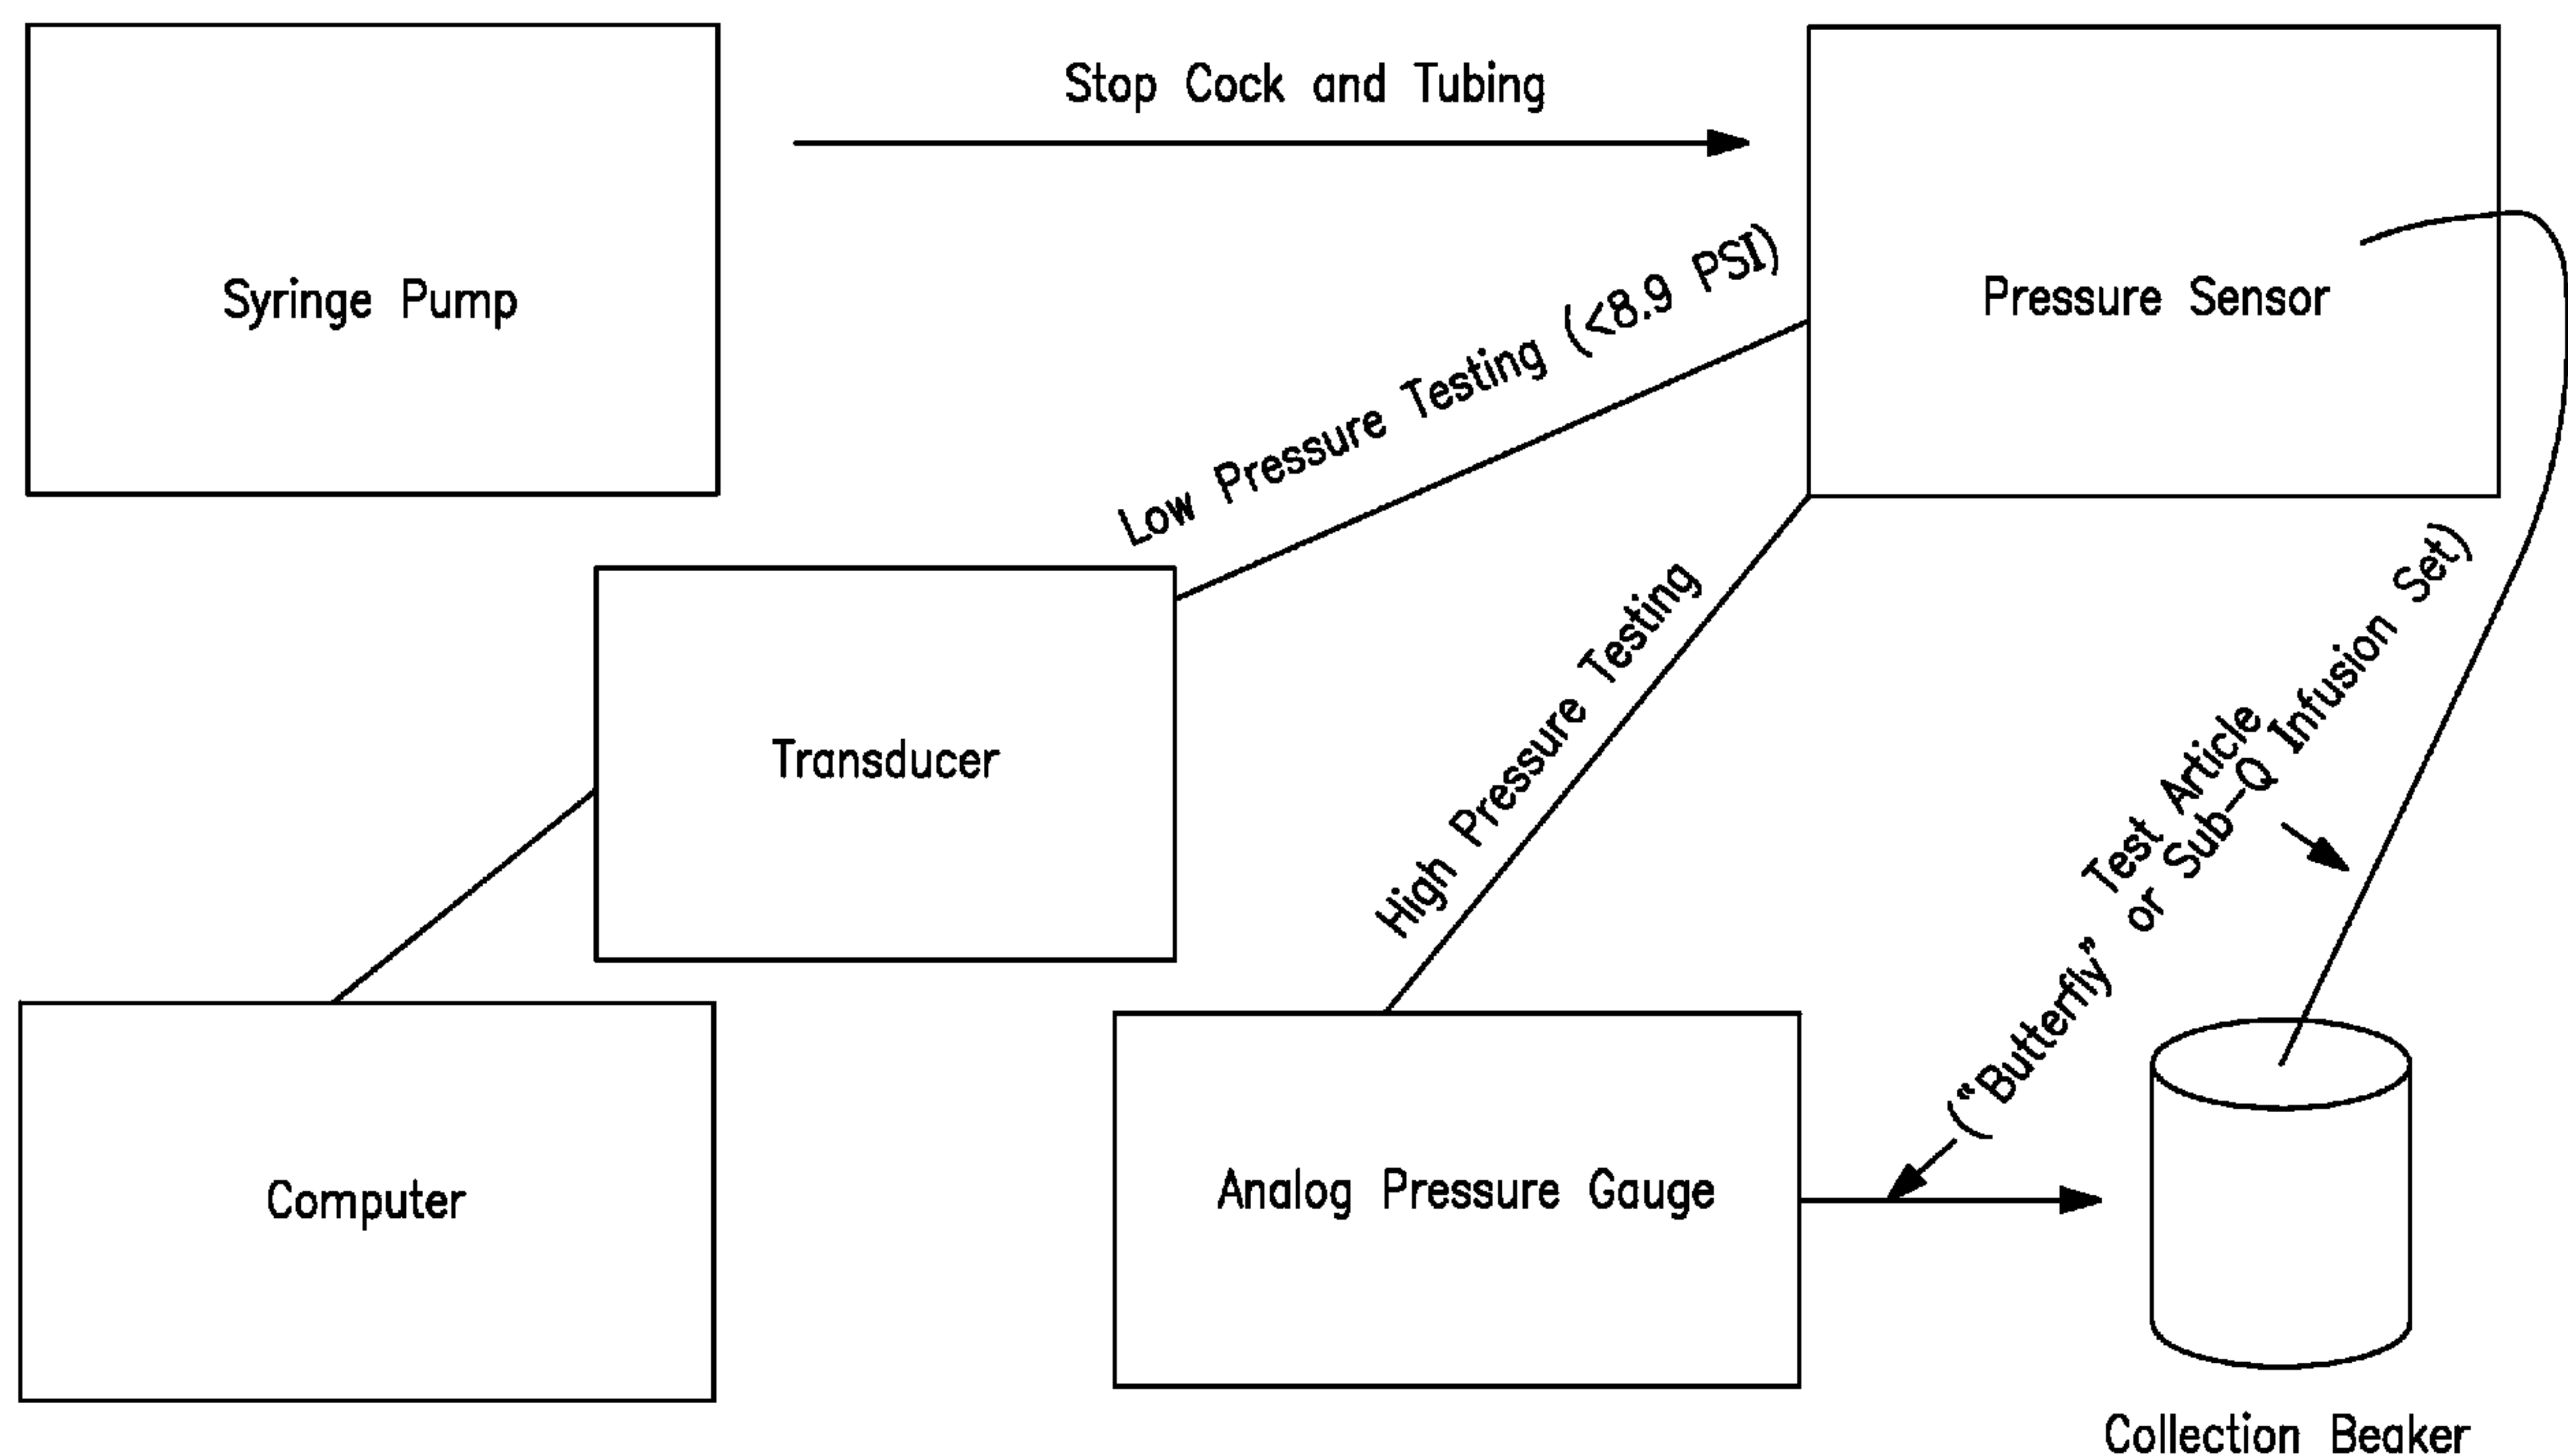 Stop Cock and Tubing
Syringe Pump
Pressure Sensor
Low Pressure Testing (<8.9 PSI)
High Pressure Testing
Transducer
Test Article
("Butterfly" or Sub-Q Infusion Set)
Computer
Analog Pressure Gauge
Collection Beaker